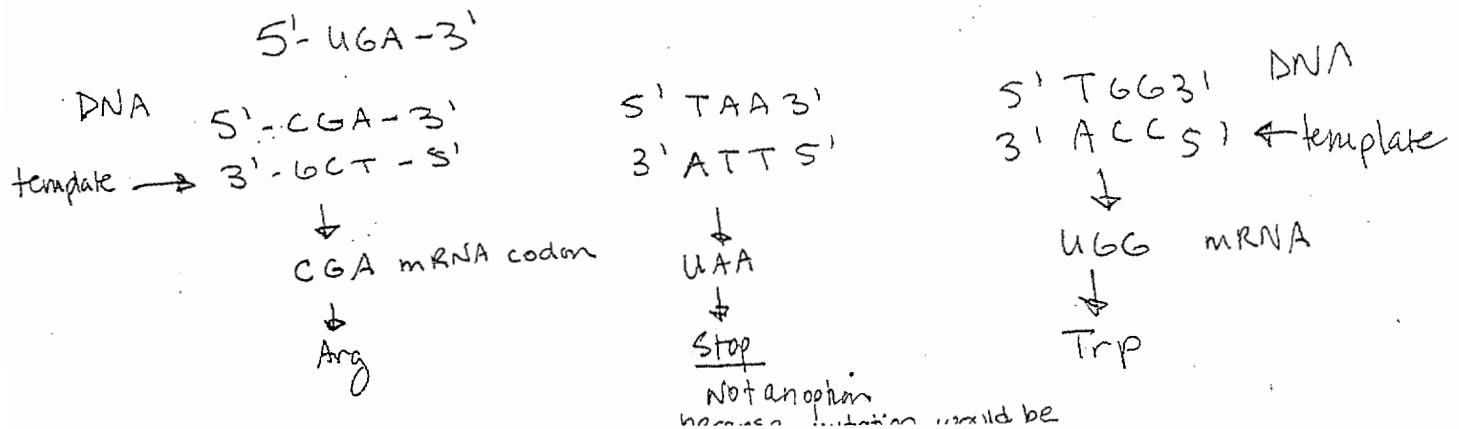 5'- UGA - 3'
DNA
5'- CGA - 3'
template → 3'- GCT - 5'
↓
CGA mRNA codon
↓
Arg
5' TAA 3'
3' ATT 5'
↓
UAA
↓
Stop
Not an option
because mutation would be
5' TGG 3' DNA
3' ACC 5' ← template
↓
UGG mRNA
↓
Trp